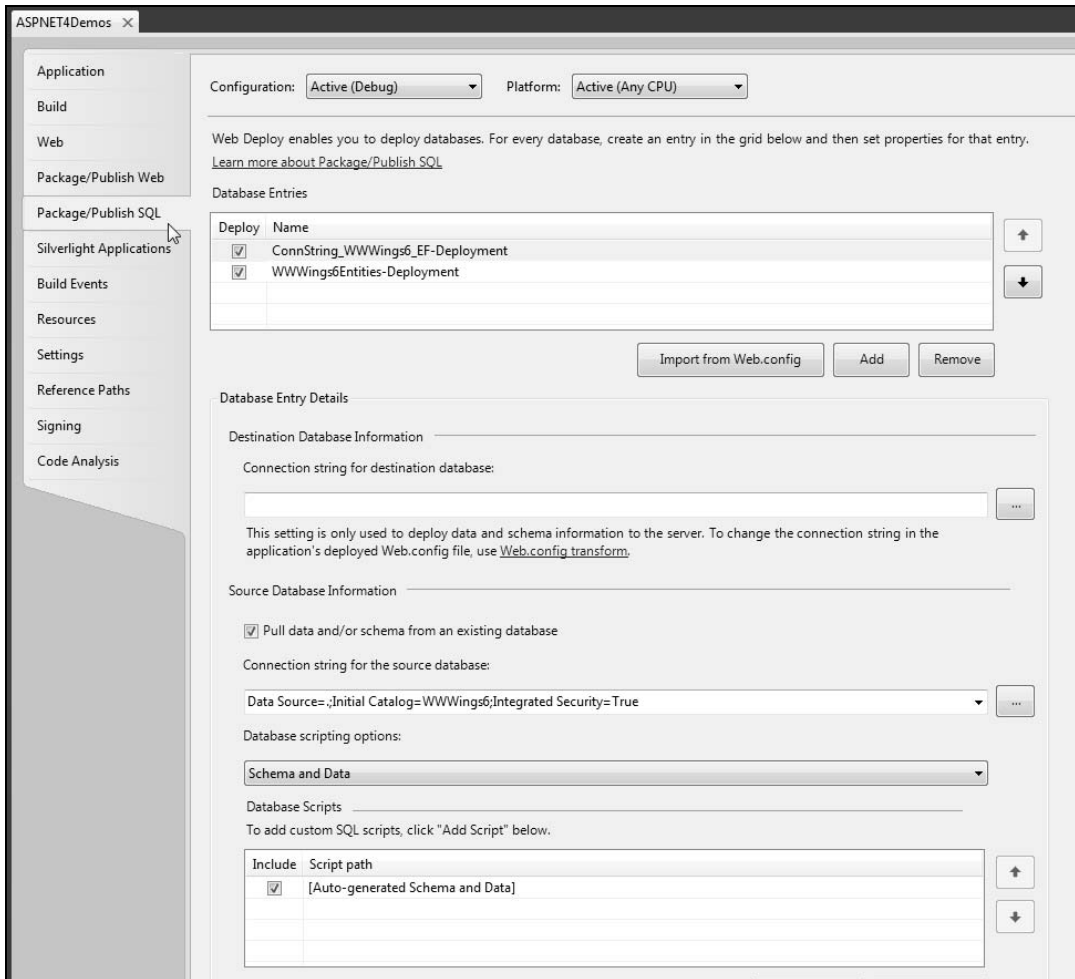 ASPNET4Demos
Application
Build
Web
Package/Publish Web
Package/Publish SQL
Silverlight Applications
Build Events
Resources
Settings
Reference Paths
Signing
Code Analysis
Configuration: Active (Debug) Platform: Active (Any CPU)
Web Deploy enables you to deploy databases. For every database, create an entry in the grid below and then set properties for that entry.
Learn more about Package/Publish SQL
Database Entries
Deploy Name
ConnString_WWWings6_EF-Deployment
WWWings6Entities-Deployment
Import from Web.config Add Remove
Database Entry Details
Destination Database Information
Connection string for destination database:
...
This setting is only used to deploy data and schema information to the server. To change the connection string in the
application's deployed Web.config file, use Web.config transform.
Source Database Information
Pull data and/or schema from an existing database
Connection string for the source database:
Data Source=.;Initial Catalog=WWWings6;Integrated Security=True ...
Database scripting options:
Schema and Data
Database Scripts
To add custom SQL scripts, click "Add Script" below.
Include Script path
[Auto-generated Schema and Data]